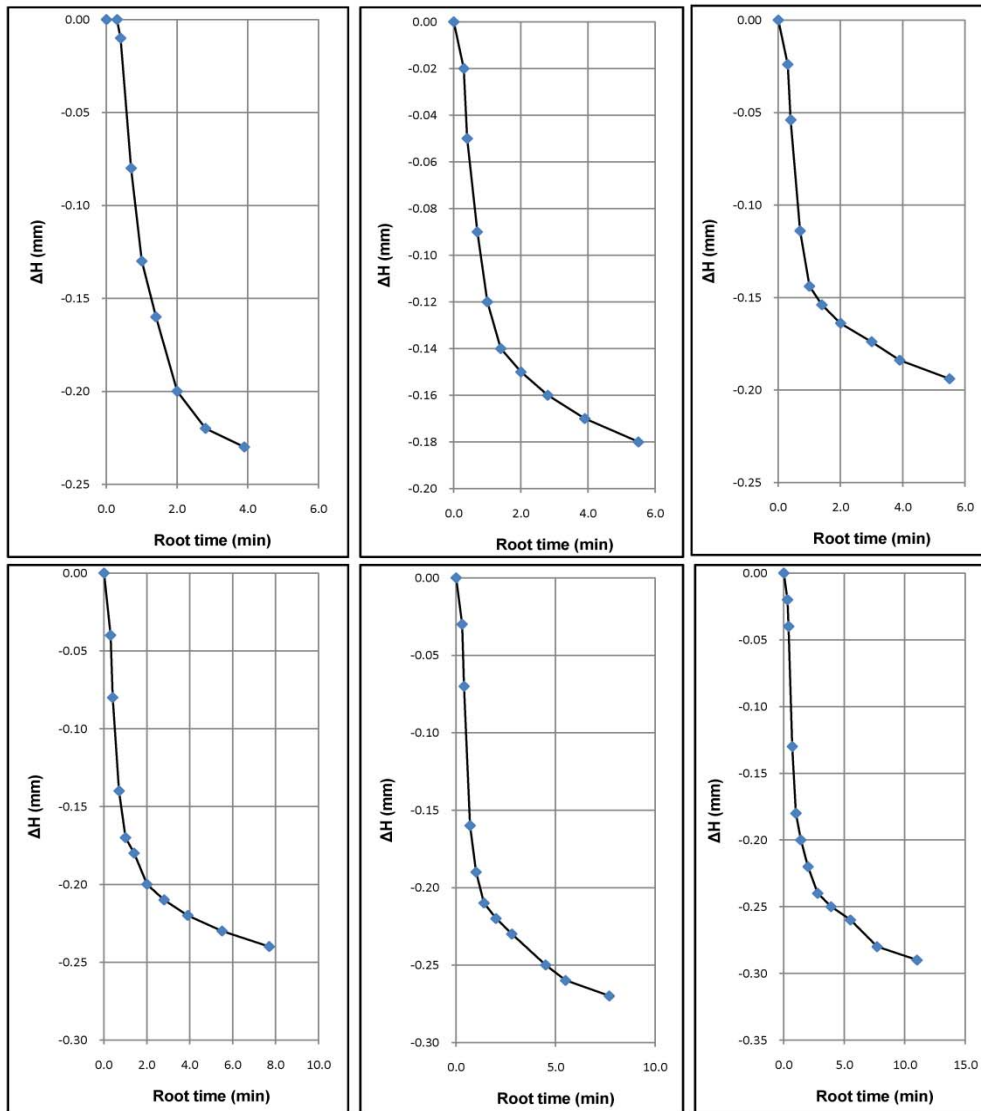 0.00
-0.05
-0.10
-0.15
-0.20
-0.25
ΔH (mm)
0.0 2.0 4.0 6.0
Root time (min)
0.00
-0.02
-0.04
-0.06
-0.08
-0.10
-0.12
-0.14
-0.16
-0.18
-0.20
ΔH (mm)
0.0 2.0 4.0 6.0
Root time (min)
0.00
-0.05
-0.10
-0.15
-0.20
-0.25
ΔH (mm)
0.0 2.0 4.0 6.0
Root time (min)
0.00
-0.05
-0.10
-0.15
-0.20
-0.25
-0.30
ΔH (mm)
0.0 2.0 4.0 6.0 8.0 10.0
Root time (min)
0.00
-0.05
-0.10
-0.15
-0.20
-0.25
-0.30
ΔH (mm)
0.0 5.0 10.0
Root time (min)
0.00
-0.05
-0.10
-0.15
-0.20
-0.25
-0.30
-0.35
ΔH (mm)
0.0 5.0 10.0 15.0
Root time (min)